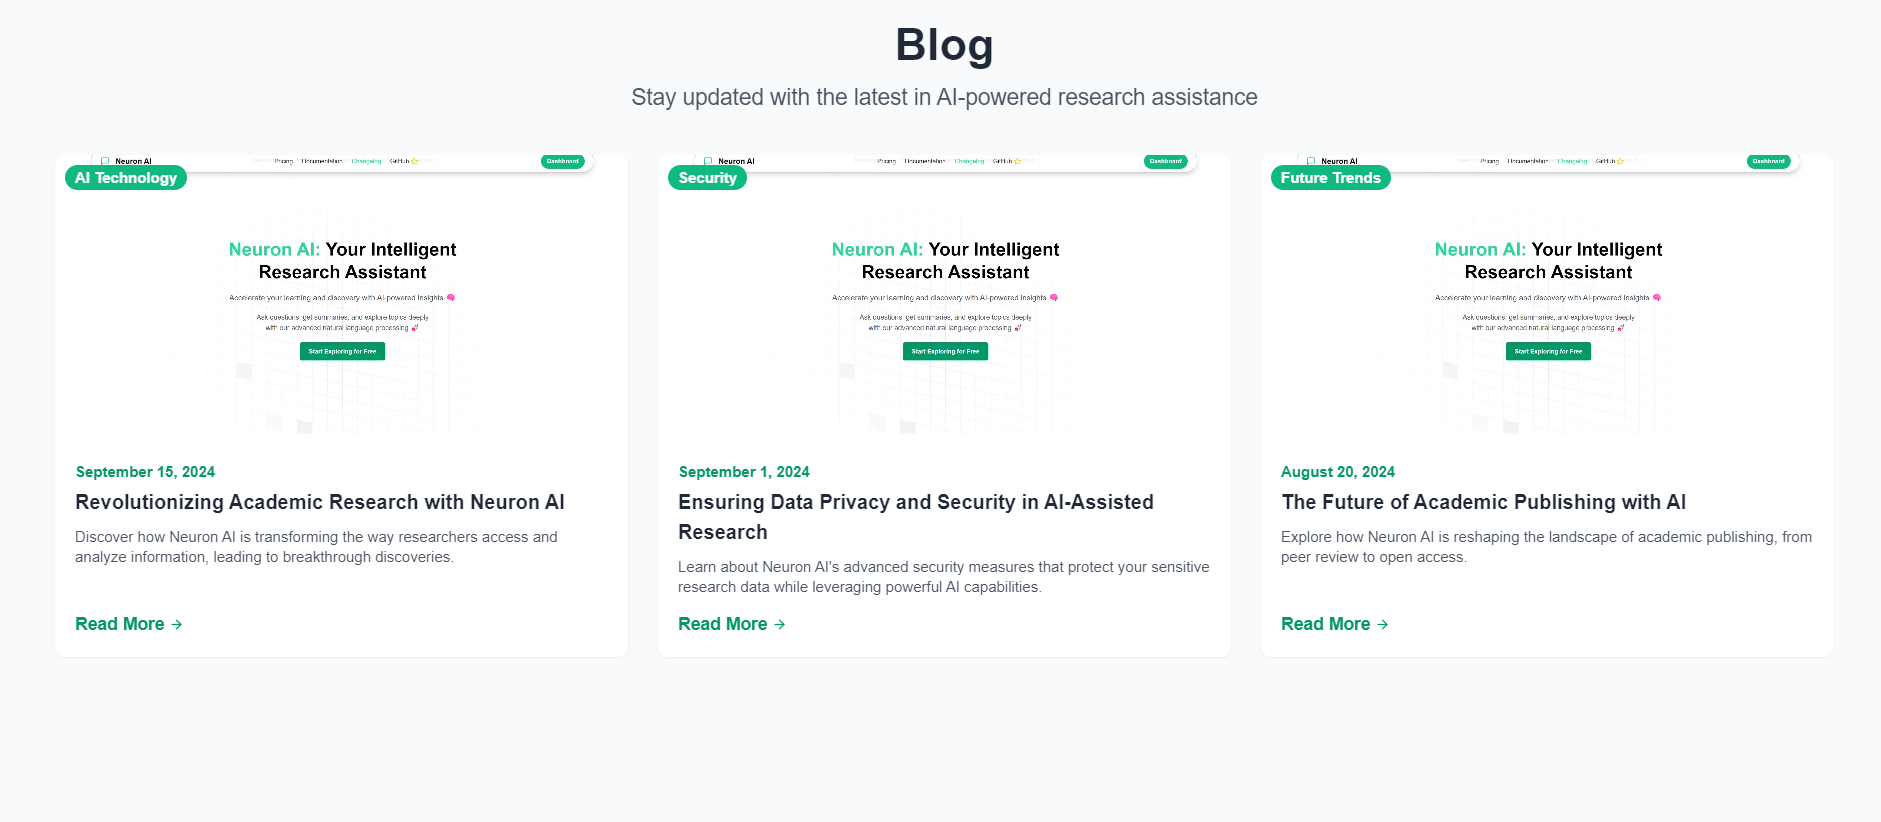 Blog
Stay updated with the latest in AI-powered research assistance
Neuron AI
Pricing Documentation Changelog GitHub
Dashboard
AI Technology
Neuron AI: Your Intelligent
Research Assistant
Accelerate your learning and discovery with AI-powered insights 🧠
Ask questions, get summaries, and explore topics deeply
with our advanced natural language processing 🚀
Start Exploring for Free
September 15, 2024
Revolutionizing Academic Research with Neuron AI
Discover how Neuron AI is transforming the way researchers access and
analyze information, leading to breakthrough discoveries.
Read More →
Neuron AI
Pricing Documentation Changelog GitHub
Dashboard
Security
Neuron AI: Your Intelligent
Research Assistant
Accelerate your learning and discovery with AI-powered insights 🧠
Ask questions, get summaries, and explore topics deeply
with our advanced natural language processing 🚀
Start Exploring for Free
September 1, 2024
Ensuring Data Privacy and Security in AI-Assisted
Research
Learn about Neuron AI's advanced security measures that protect your sensitive
research data while leveraging powerful AI capabilities.
Read More →
Neuron AI
Pricing Documentation Changelog GitHub
Dashboard
Future Trends
Neuron AI: Your Intelligent
Research Assistant
Accelerate your learning and discovery with AI-powered insights 🧠
Ask questions, get summaries, and explore topics deeply
with our advanced natural language processing 🚀
Start Exploring for Free
August 20, 2024
The Future of Academic Publishing with AI
Explore how Neuron AI is reshaping the landscape of academic publishing, from
peer review to open access.
Read More →